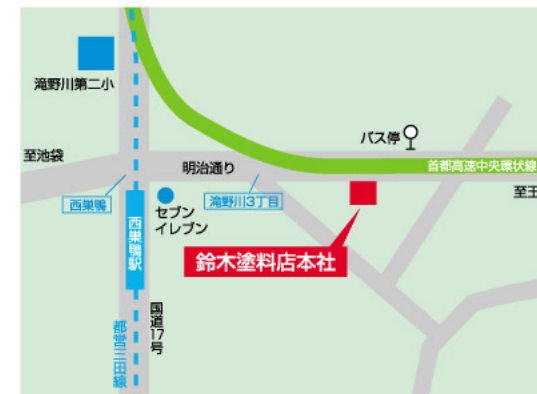 滝野川第二小
バス停
至池袋
明治通り
首都高速中央環状線
至王
西巣鴨
滝野川3丁目
セブン
イレブン
西巣鴨駅
鈴木塗料店本社
国道17号
都営三田線